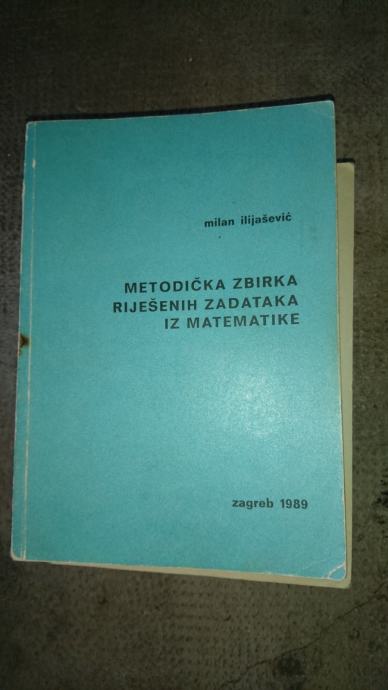 milan ilijašević
METODIČKA ZBIRKA
RIJEŠENIH ZADATAKA
IZ MATEMATIKE
zagreb 1989